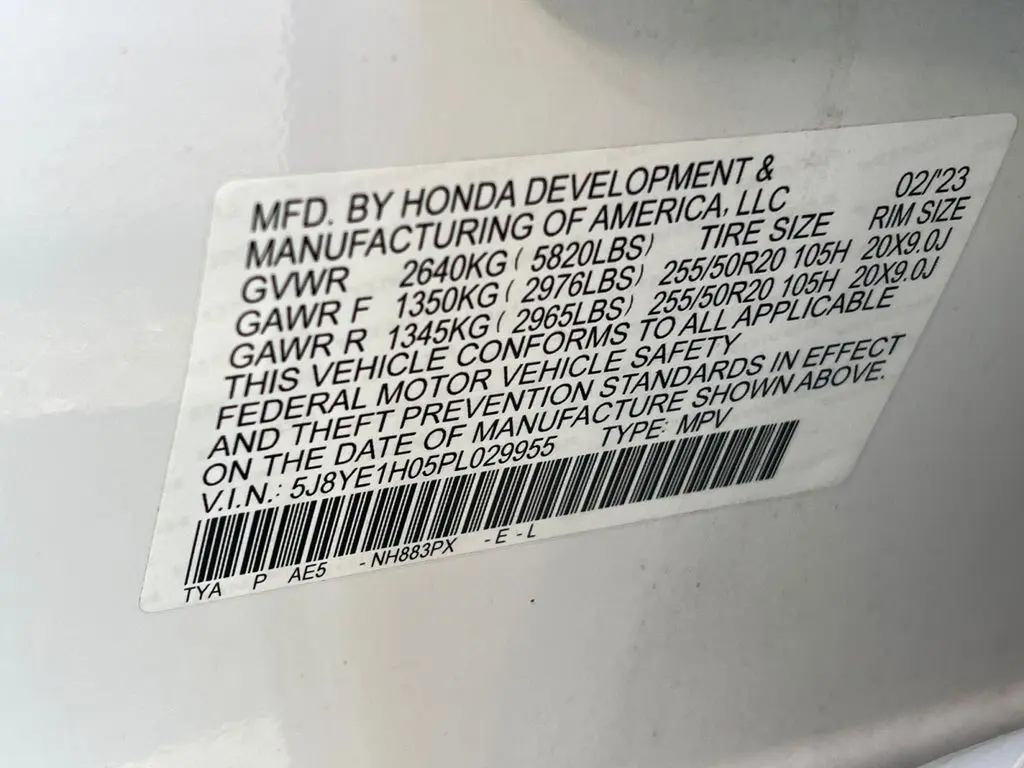 MFD. BY HONDA DEVELOPMENT &
MANUFACTURING OF AMERICA, LLC 02/'23
GVWR 2640KG ( 5820LBS) TIRE SIZE RIM SIZE
GAWR F 1350KG ( 2976LBS) 255/50R20 105H 20X9.0J
GAWR R 1345KG ( 2965LBS) 255/50R20 105H 20X9.0J
THIS VEHICLE CONFORMS TO ALL APPLICABLE
FEDERAL MOTOR VEHICLE SAFETY
AND THEFT PREVENTION STANDARDS IN EFFECT
ON THE DATE OF MANUFACTURE SHOWN ABOVE.
V.I.N.: 5J8YE1H05PL029955 TYPE: MPV
TYA P AE5 -NH883PX -E-L